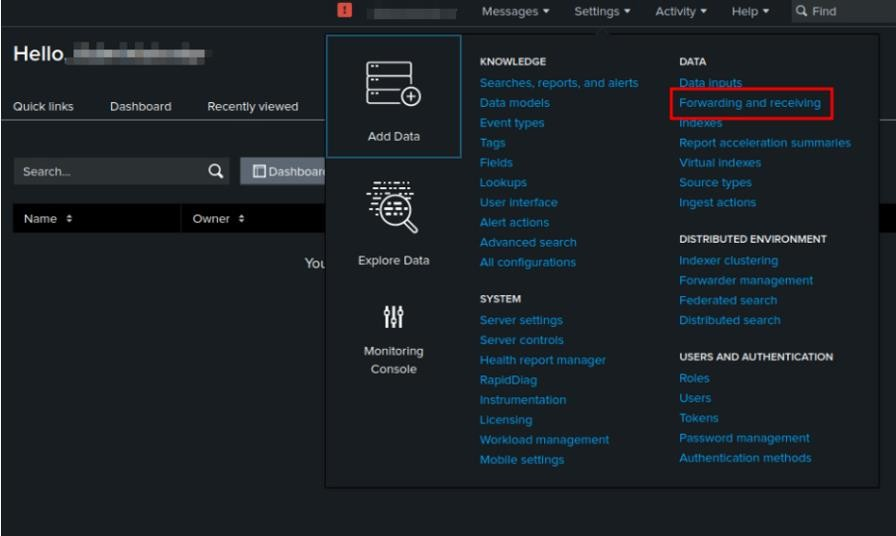 Messages Settings Activity Help Find
Hello,
Quick links Dashboard Recently viewed
Search...
Dashboar
Name
Owner
You
Add Data
Explore Data
Monitoring
Console
KNOWLEDGE
Searches, reports, and alerts
Data models
Event types
Tags
Fields
Lookups
User interface
Alert actions
Advanced search
All configurations
SYSTEM
Server settings
Server controls
Health report manager
RapidDiag
Instrumentation
Licensing
Workload management
Mobile settings
DATA
Data inputs
Forwarding and receiving
Indexes
Report acceleration summaries
Virtual indexes
Source types
Ingest actions
DISTRIBUTED ENVIRONMENT
Indexer clustering
Forwarder management
Federated search
Distributed search
USERS AND AUTHENTICATION
Roles
Users
Tokens
Password management
Authentication methods